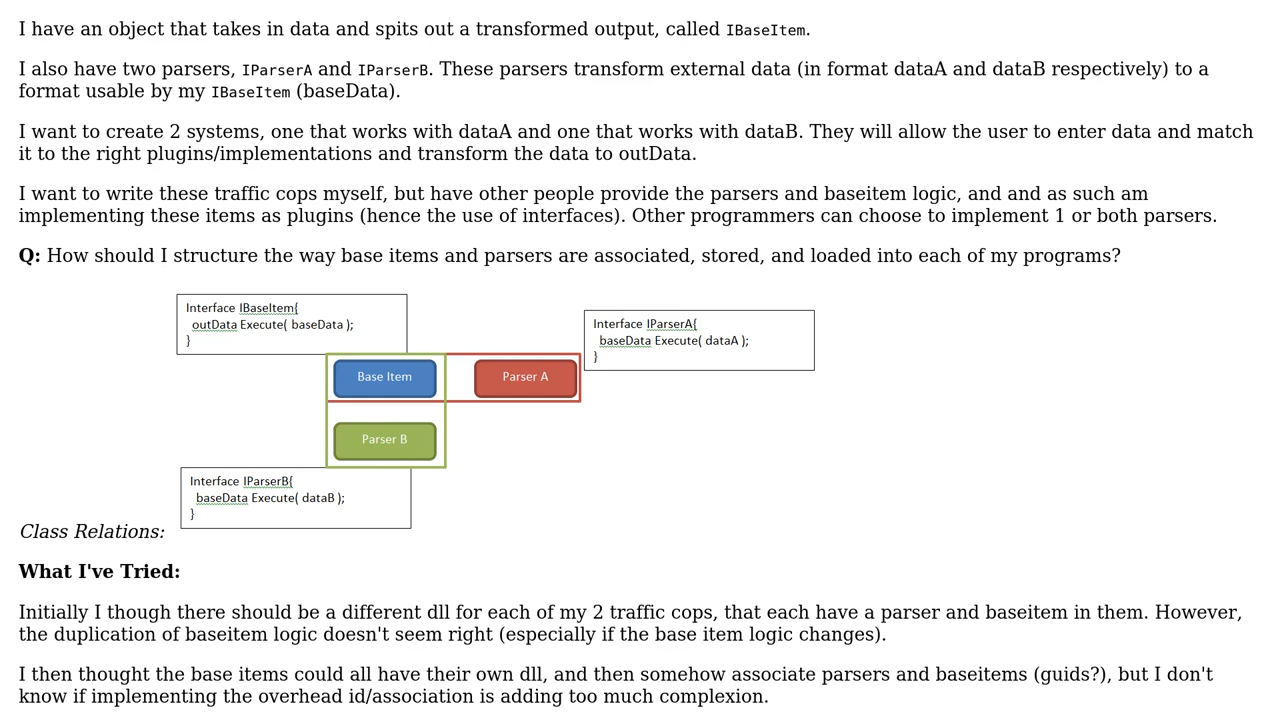 I have an object that takes in data and spits out a transformed output, called IBaseItem.
I also have two parsers, IParserA and IParserB. These parsers transform external data (in format dataA and dataB respectively) to a
format usable by my IBaseItem (baseData).
I want to create 2 systems, one that works with dataA and one that works with dataB. They will allow the user to enter data and match
it to the right plugins/implementations and transform the data to outData.
I want to write these traffic cops myself, but have other people provide the parsers and baseitem logic, and and as such am
implementing these items as plugins (hence the use of interfaces). Other programmers can choose to implement 1 or both parsers.
Q: How should I structure the way base items and parsers are associated, stored, and loaded into each of my programs?
Interface IBaseItem{
outData Execute( baseData );
}
Interface IParserA{
baseData Execute( dataA );
}
Base Item
Parser A
Parser B
Interface IParserB{
baseData Execute( dataB );
}
Class Relations:
What I've Tried:
Initially I though there should be a different dll for each of my 2 traffic cops, that each have a parser and baseitem in them. However,
the duplication of baseitem logic doesn't seem right (especially if the base item logic changes).
I then thought the base items could all have their own dll, and then somehow associate parsers and baseitems (guids?), but I don't
know if implementing the overhead id/association is adding too much complexion.